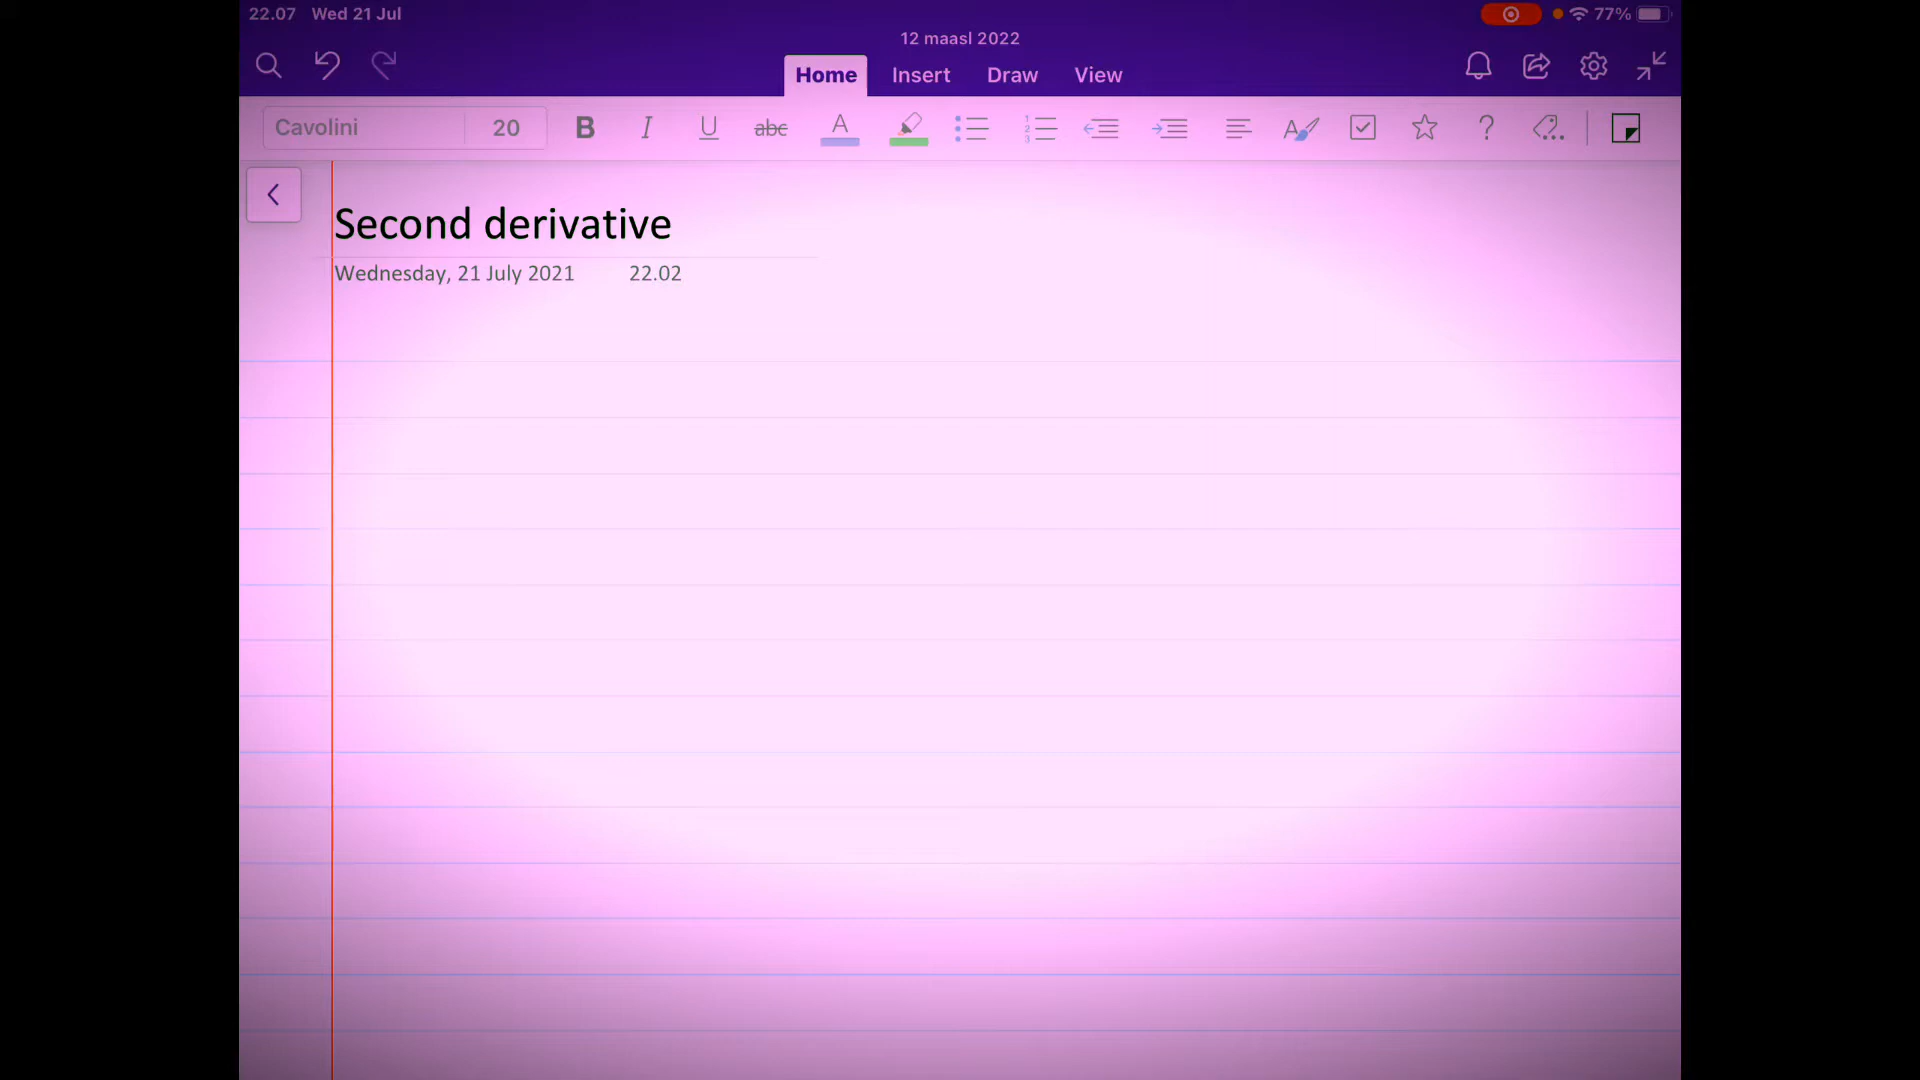 22.07 Wed 21 Jul 77%
12 maasl 2022
Home Insert Draw View
Cavolini 20 B I U abc A
Second derivative
Wednesday, 21 July 2021 22.02